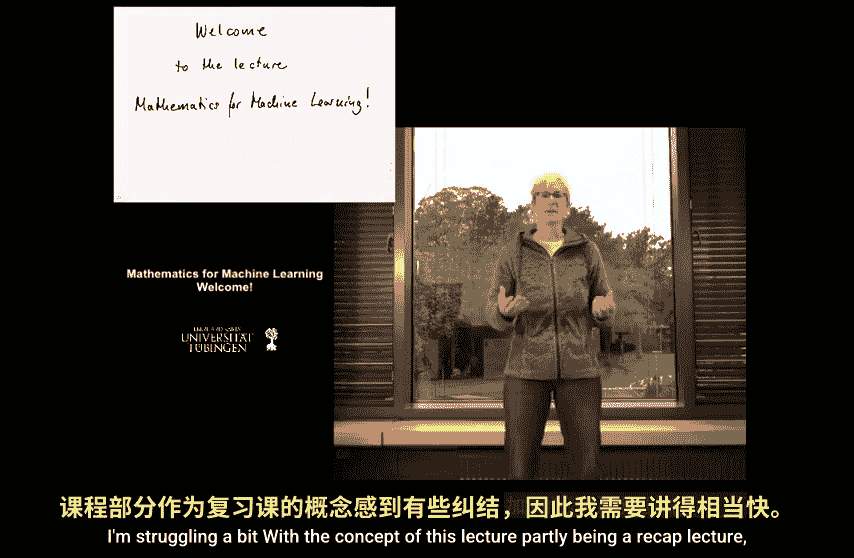 Welcome
to the lecture
Mathematics for Machine Learning!
Mathematics for Machine Learning
Welcome!
UNIVERSITÄT
TÜBINGEN
课程部分作为复习课的概念感到有些纠结，因此我需要讲得相当快。
I'm struggling a bit With the concept of this lecture partly being a recap lecture,